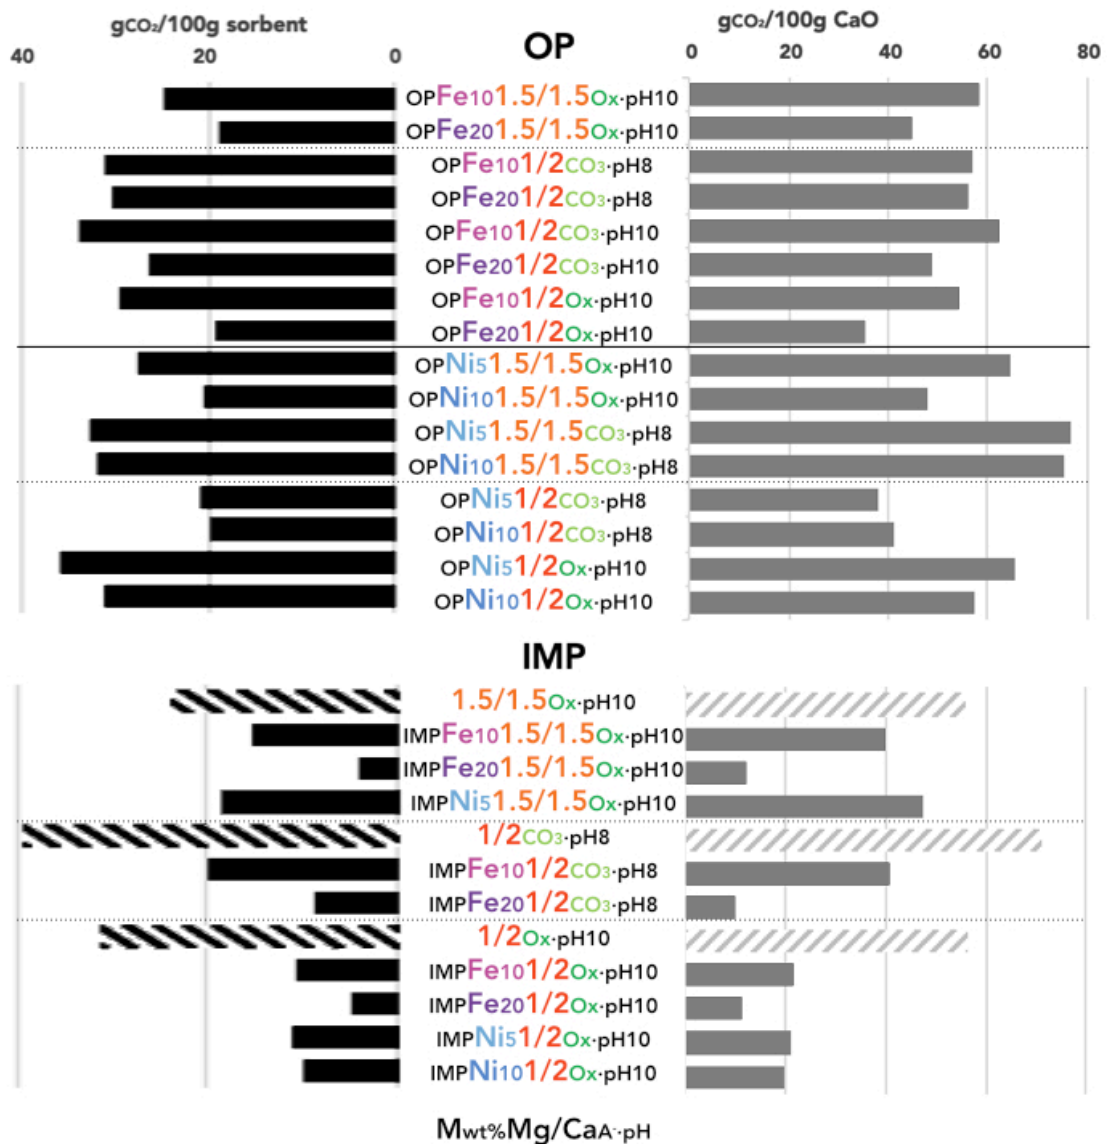 gCO₂/100g sorbent
gCO₂/100g CaO
40 20 0
OP
0 20 40 60 80
OPFe101.5/1.5Ox·pH10
OPFe201.5/1.5Ox·pH10
OPFe101/2CO₃·pH8
OPFe201/2CO₃·pH8
OPFe101/2CO₃·pH10
OPFe201/2CO₃·pH10
OPFe101/2Ox·pH10
OPFe201/2Ox·pH10
OPNi51.5/1.5Ox·pH10
OPNi101.5/1.5Ox·pH10
OPNi51.5/1.5CO₃·pH8
OPNi101.5/1.5CO₃·pH8
OPNi51/2CO₃·pH8
OPNi101/2CO₃·pH8
OPNi51/2Ox·pH10
OPNi101/2Ox·pH10
IMP
1.5/1.5Ox·pH10
IMPFe101.5/1.5Ox·pH10
IMPFe201.5/1.5Ox·pH10
IMPNi51.5/1.5Ox·pH10
1/2CO₃·pH8
IMPFe101/2CO₃·pH8
IMPFe201/2CO₃·pH8
1/2Ox·pH10
IMPFe101/2Ox·pH10
IMPFe201/2Ox·pH10
IMPNi51/2Ox·pH10
IMPNi101/2Ox·pH10
Mwt%Mg/CaA⁻·pH